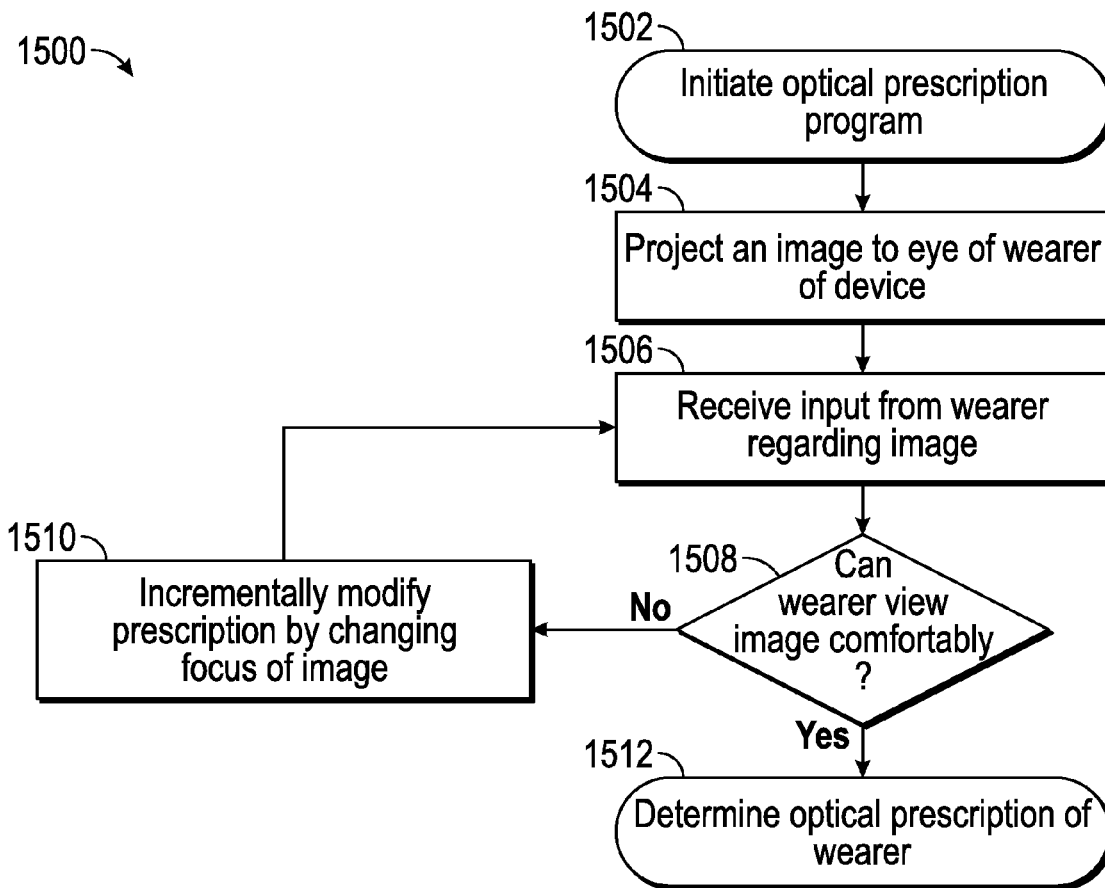 1500
1502
Initiate optical prescription
program
1504
Project an image to eye of wearer
of device
1506
Receive input from wearer
regarding image
1508
Can
wearer view
image comfortably
?
No
1510
Incrementally modify
prescription by changing
focus of image
Yes
1512
Determine optical prescription of
wearer